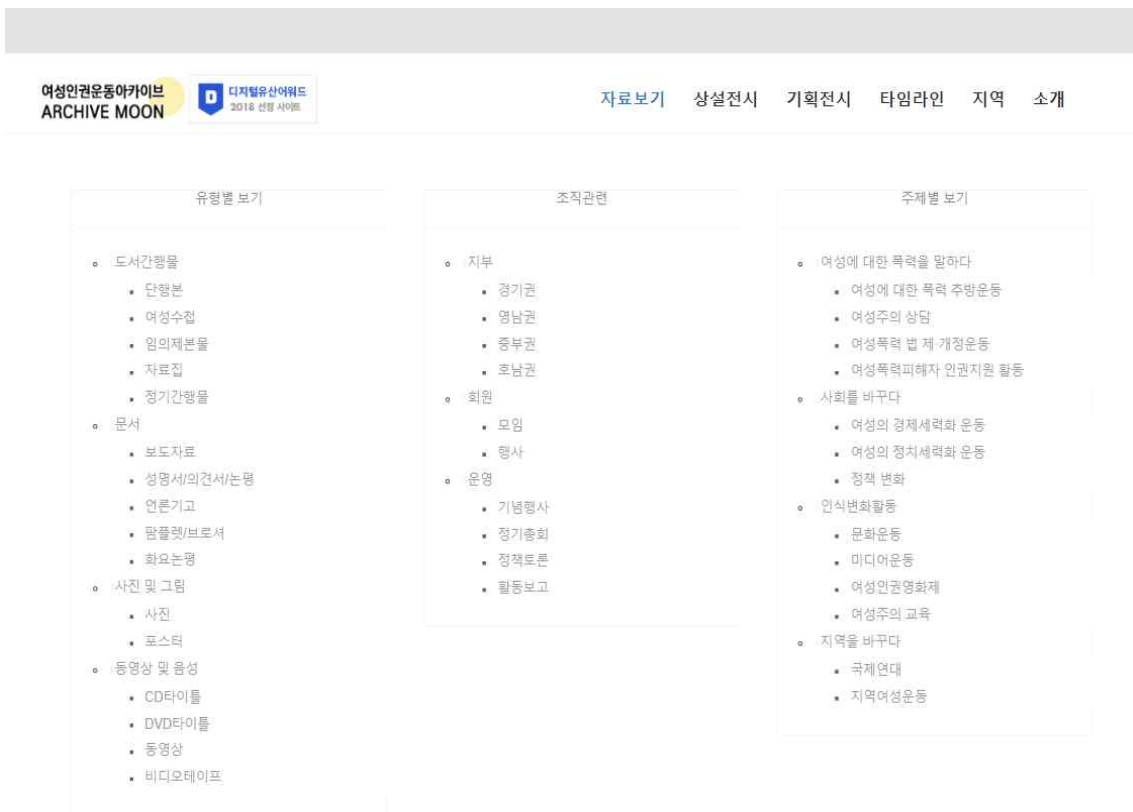 여성인권운동아카이브
ARCHIVE MOON
D
디지털유산어워드
2018 선정 사이트
자료보기 상설전시 기획전시 타임라인 지역 소개
유형별 보기
도서간행물
단행본
여성수첩
임의제본물
자료집
정기간행물
문서
보도자료
성명서/의견서/논평
언론기고
팜플렛/브로셔
화요논평
사진 및 그림
사진
포스터
동영상 및 음성
CD타이틀
DVD타이틀
동영상
비디오테이프
조직관련
지부
경기권
영남권
중부권
호남권
회원
모임
행사
운영
기념행사
정기총회
정책토론
활동보고
주제별 보기
여성에 대한 폭력을 말하다
여성에 대한 폭력 추방운동
여성주의 상담
여성폭력 법 제·개정운동
여성폭력피해자 인권지원 활동
사회를 바꾸다
여성의 경제세력화 운동
여성의 정치세력화 운동
정책 변화
인식변화활동
문화운동
미디어운동
여성인권영화제
여성주의 교육
지역을 바꾸다
국제연대
지역여성운동